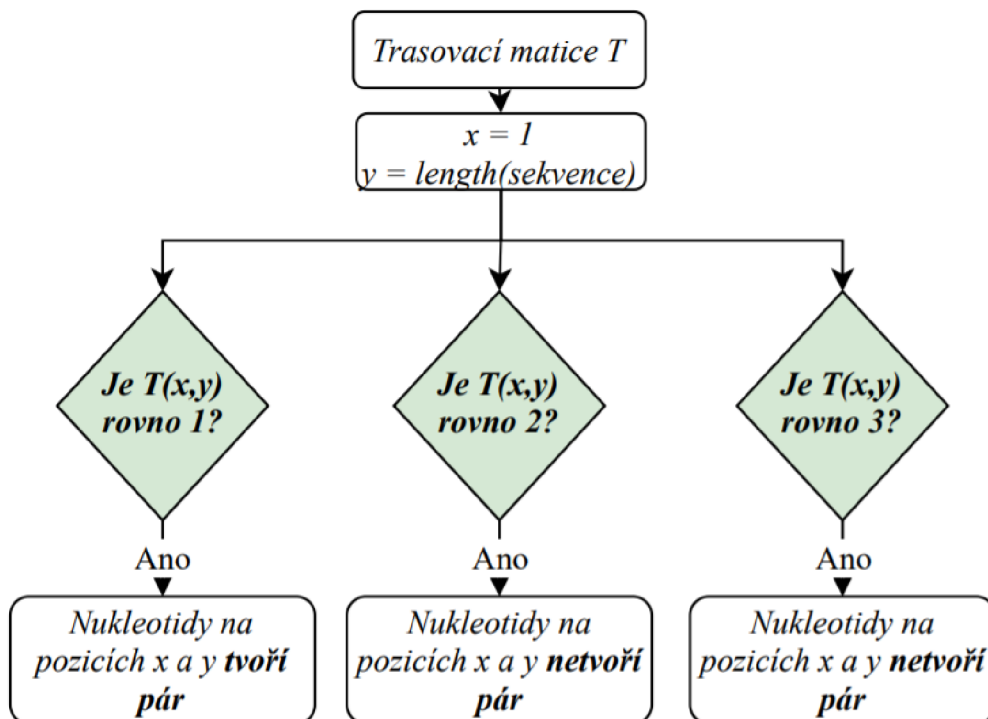 Trasovací matice T
x = 1
y = length(sekvence)
Je T(x,y)
rovno 1?
Je T(x,y)
rovno 2?
Je T(x,y)
rovno 3?
Ano
Ano
Ano
Nukleotidy na
pozicích x a y tvoří
pár
Nukleotidy na
pozicích x a y netvoří
pár
Nukleotidy na
pozicích x a y netvoří
pár